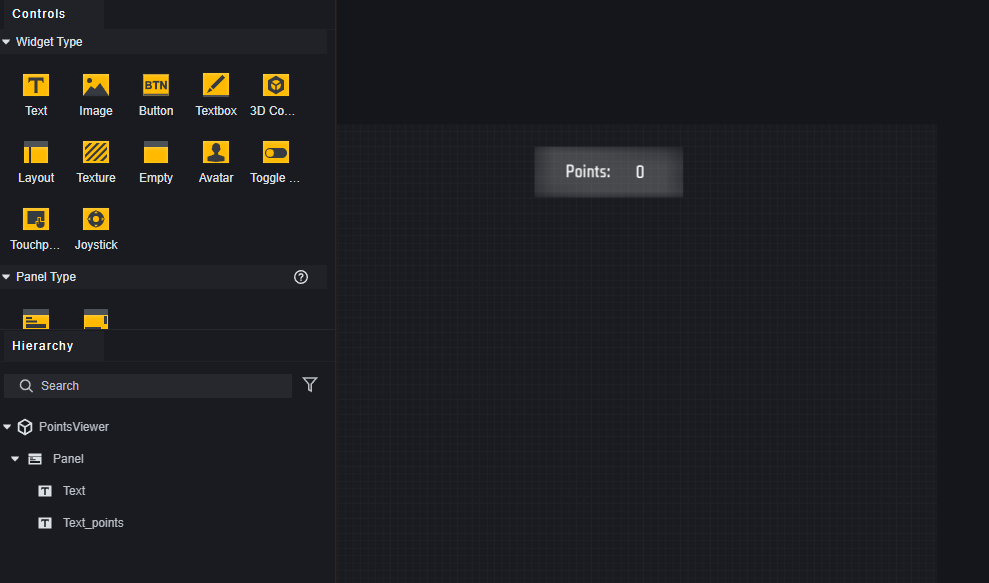 Controls
Widget Type
T
BTN
Text
Image
Button
Textbox
3D Co...
Layout
Texture
Empty
Avatar
Toggle ...
Touchp...
Joystick
Panel Type
?
Hierarchy
Search
PointsViewer
Panel
T Text
T Text_points
Points: 0